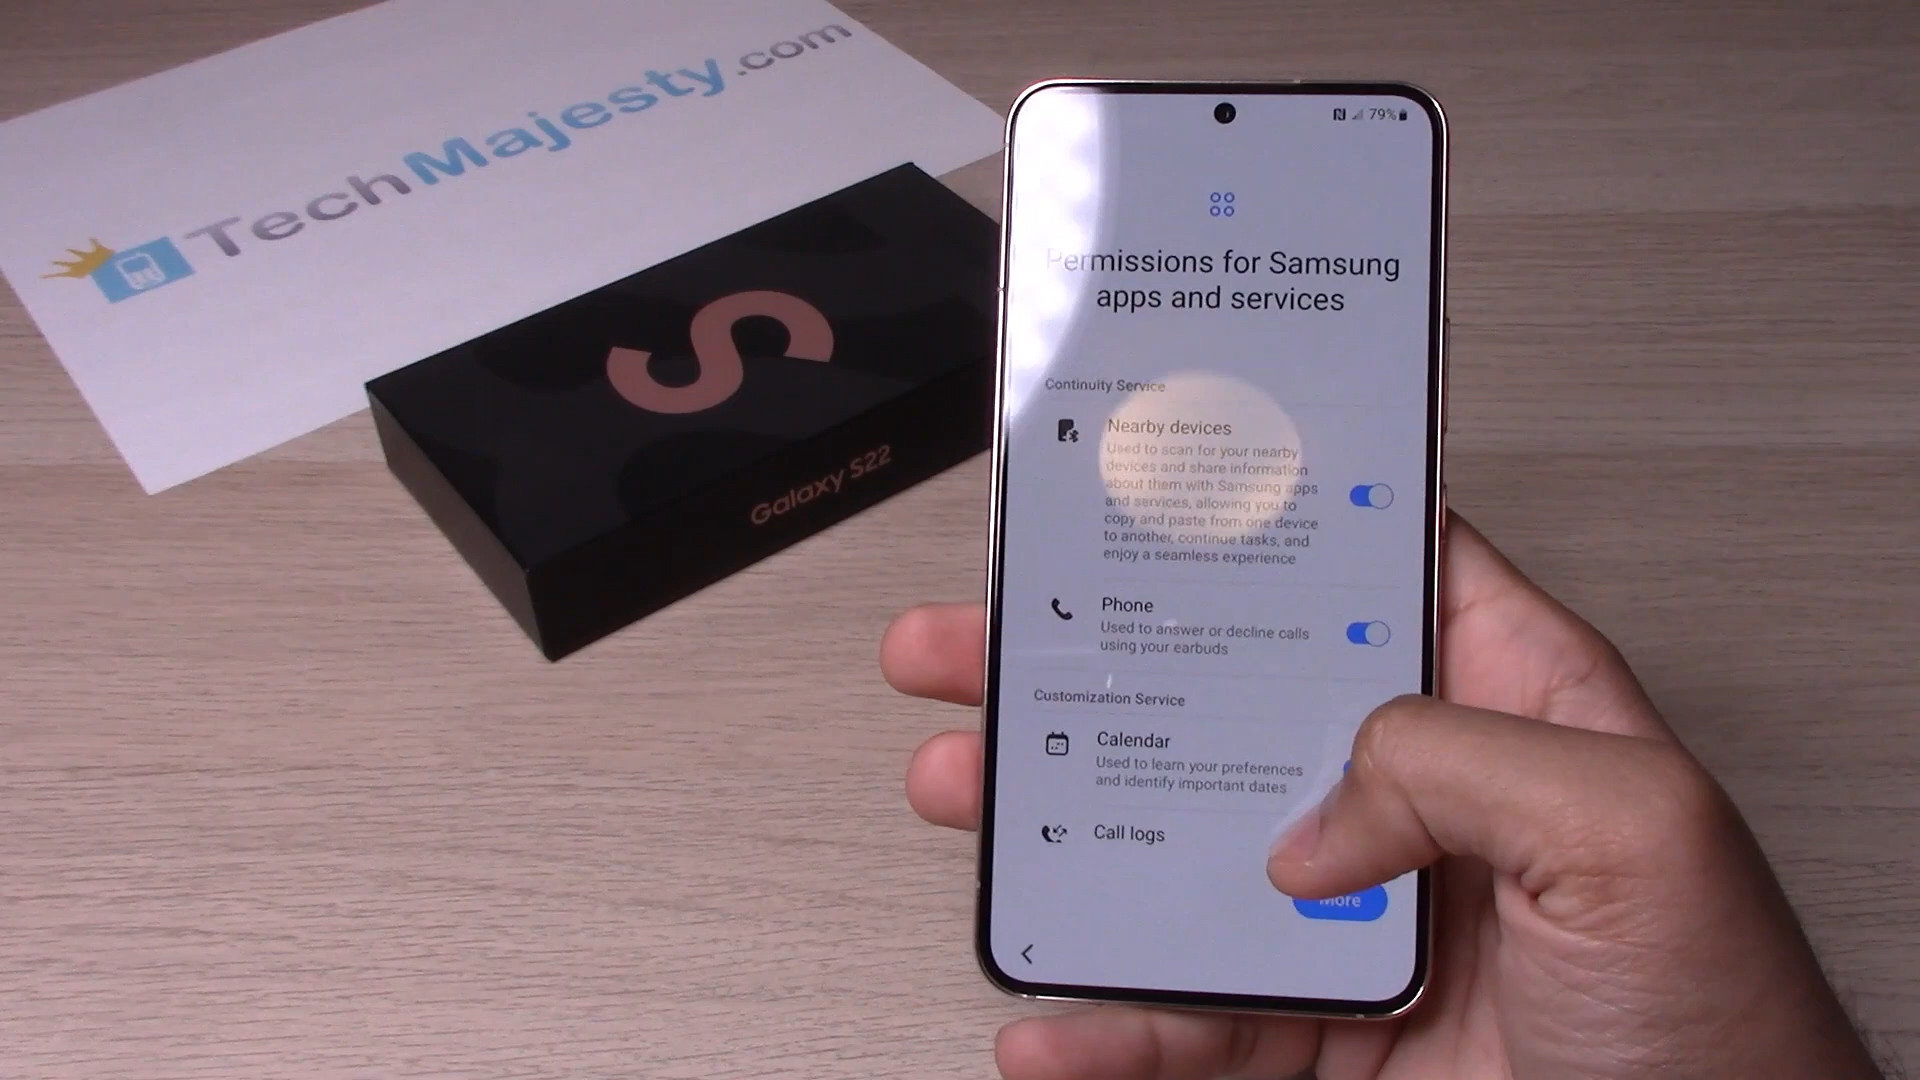 TechMajesty.com
S
Galaxy S22
79%
Permissions for Samsung
apps and services
Continuity Service
Nearby devices
Used to scan for your nearby
devices and share information
about them with Samsung apps
and services, allowing you to
copy and paste from one device
to another, continue tasks, and
enjoy a seamless experience
Phone
Used to answer or decline calls
using your earbuds
Customization Service
Calendar
Used to learn your preferences
and identify important dates
Call logs
More